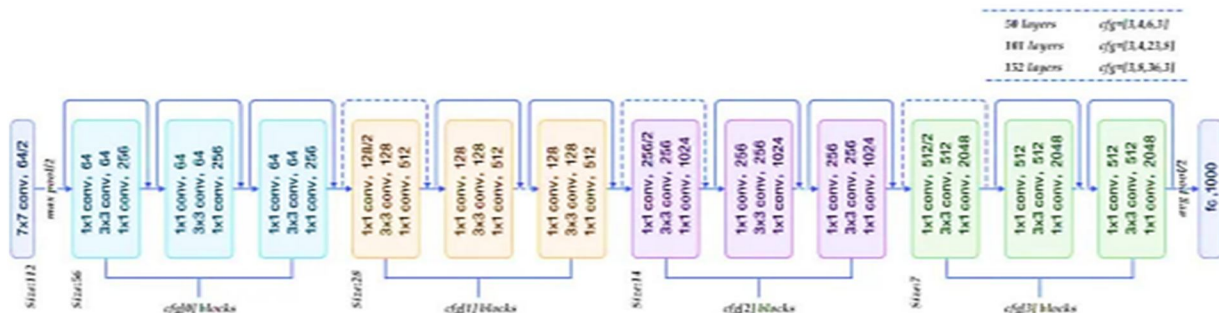 50 layers cfg=[3,4,6,3]
101 layers cfg=[3,4,23,8]
152 layers cfg=[3,8,36,3]
7x7 conv, 64/2
max pool/2
1x1 conv, 64
3x3 conv, 64
1x1 conv, 256
1x1 conv, 64
3x3 conv, 64
1x1 conv, 256
1x1 conv, 64
3x3 conv, 64
1x1 conv, 256
1x1 conv, 128/2
3x3 conv, 128
1x1 conv, 512
1x1 conv, 128
3x3 conv, 128
1x1 conv, 512
1x1 conv, 128
3x3 conv, 128
1x1 conv, 512
1x1 conv, 256/2
3x3 conv, 256
1x1 conv, 1024
1x1 conv, 256
3x3 conv, 256
1x1 conv, 1024
1x1 conv, 256
3x3 conv, 256
1x1 conv, 1024
1x1 conv, 512/2
3x3 conv, 512
1x1 conv, 2048
1x1 conv, 512
3x3 conv, 512
1x1 conv, 2048
1x1 conv, 512
3x3 conv, 512
1x1 conv, 2048
avg pool/2
fc ,1000
Size:112
Size:56
Size:28
Size:14
Size:7
cfg[0] blocks
cfg[1] blocks
cfg[2] blocks
cfg[3] blocks